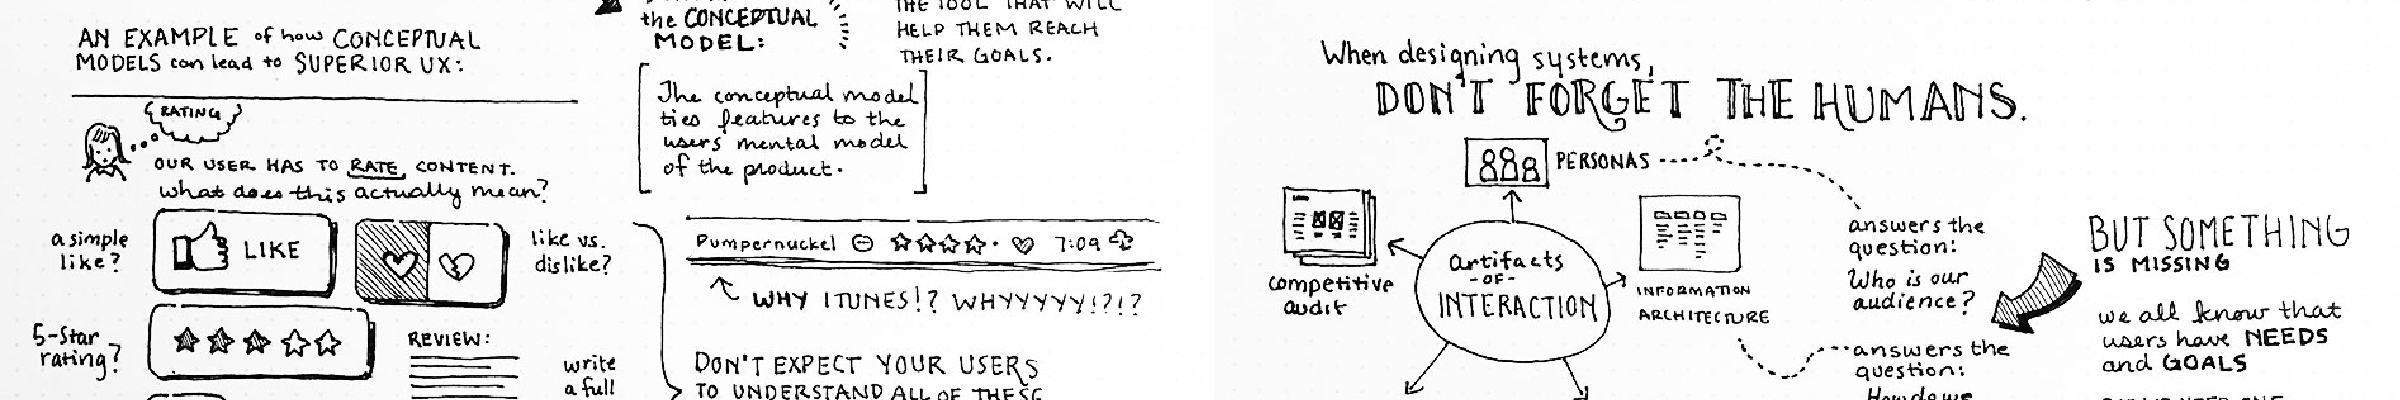 AN EXAMPLE of how CONCEPTUAL
MODELS can lead to SUPERIOR UX:
RATING
OUR USER HAS TO RATE CONTENT.
what does this actually mean?
a simple
like?
LIKE
like vs.
dislike?
5-Star
rating?
REVIEW:
write
a full
the CONCEPTUAL
MODEL:
The conceptual model
ties features to the
users mental model
of the product.
THE TOOL THAT WILL
HELP THEM REACH
THEIR GOALS.
Pumpernuckel
7:09
WHY ITUNES!? WHYYYYY!?!?
DON'T EXPECT YOUR USERS
TO UNDERSTAND ALL OF THESE
When designing systems,
DON'T FORGET THE HUMANS.
PERSONAS
competitive
audit
artifacts
-OF-
INTERACTION
INFORMATION
ARCHITECTURE
answers the
question:
Who is our
audience?
answers the
question:
How do we
BUT SOMETHING
IS MISSING
we all know that
users have NEEDS
and GOALS